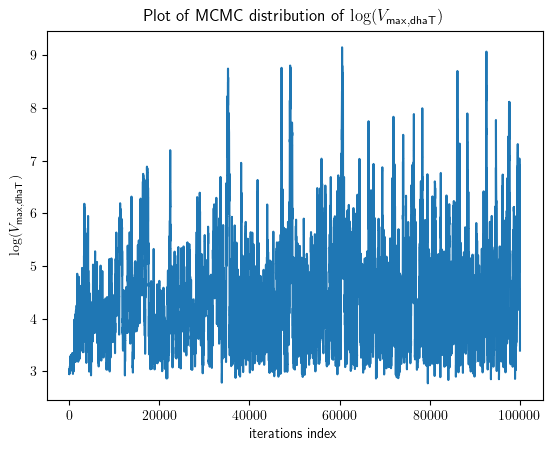 Plot of MCMC distribution of log(V_max,dhaT)
log(V_max,dhaT)
9
8
7
6
5
4
3
0 20000 40000 60000 80000 100000
iterations index